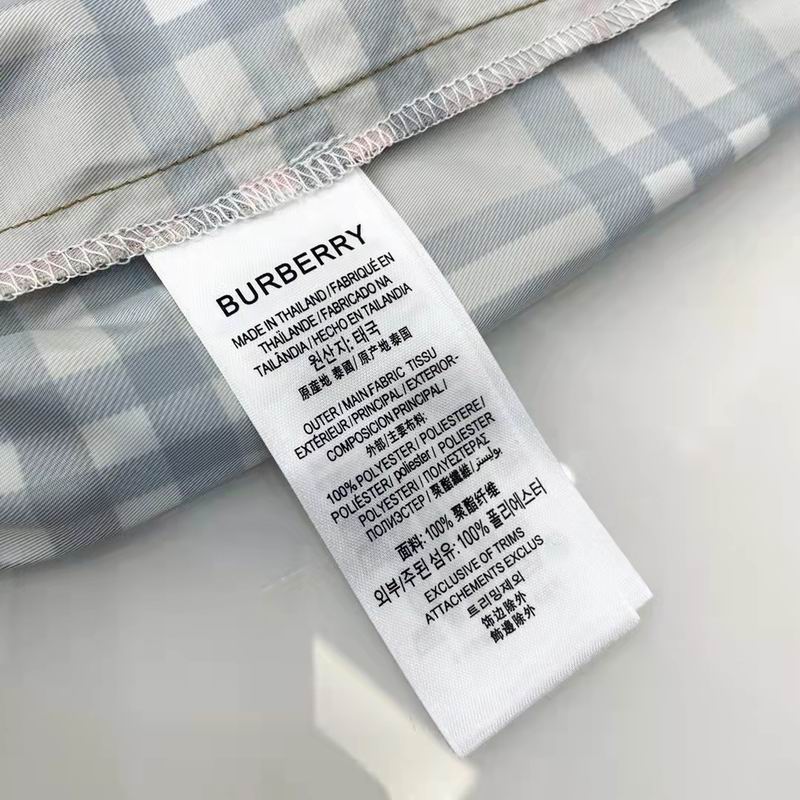 BURBERRY
MADE IN THAILAND / FABRIQUÉ EN
THAÏLANDE / FABRICADO NA
TAILÂNDIA / HECHO EN TAILANDIA
원산지: 태국
原産地 泰國 / 原产地 泰国
OUTER / MAIN FABRIC TISSU
EXTÉRIEUR / PRINCIPAL / EXTERIOR-
COMPOSICION PRINCIPAL /
外部/主要布料:
100% POLYESTER / POLIESTERE /
POLIÉSTER / poliester / POLIESTER
POLYESTERI / ΠΟΛΥΕΣΤΕΡΑΣ
ПОЛИЭСТЕР / 聚酯纖維 / بوليستر
面料: 100% 聚酯纤维
외부/주된 섬유: 100% 폴리에스터
EXCLUSIVE OF TRIMS
ATTACHEMENTS EXCLUS
트리밍제외
饰边除外
飾邊除外